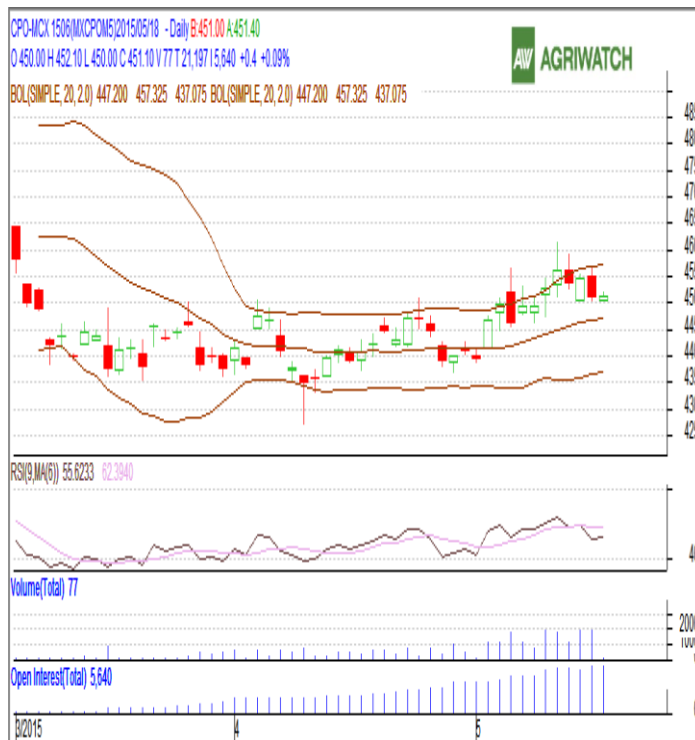 CPO-MCX 1506(MXCPOM5)2015/05/18 - Daily B:451.00 A:451.40
O 450.00 H 452.10 L 450.00 C 451.10 V 77 T 21,197 I 5,640 +0.4 +0.09%
AW AGRIWATCH
BOL(SIMPLE, 20, 2.0) 447.200 457.325 437.075 BOL(SIMPLE, 20, 2.0) 447.200 457.325 437.075
RSI(9,MA(6)) 55.6233 62.3940
Volume(Total) 77
2000
Open Interest(Total) 5,640
3/2015 4 5